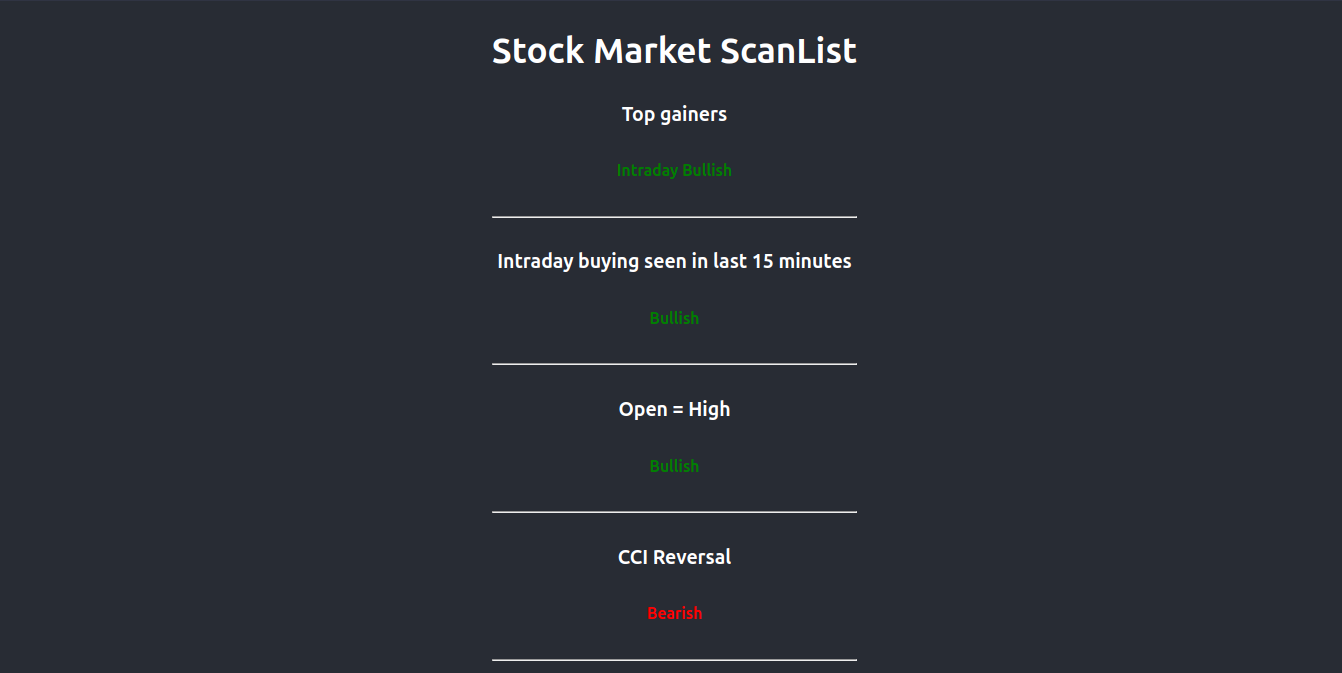 Stock Market ScanList
Top gainers
Intraday Bullish
Intraday buying seen in last 15 minutes
Bullish
Open = High
Bullish
CCI Reversal
Bearish